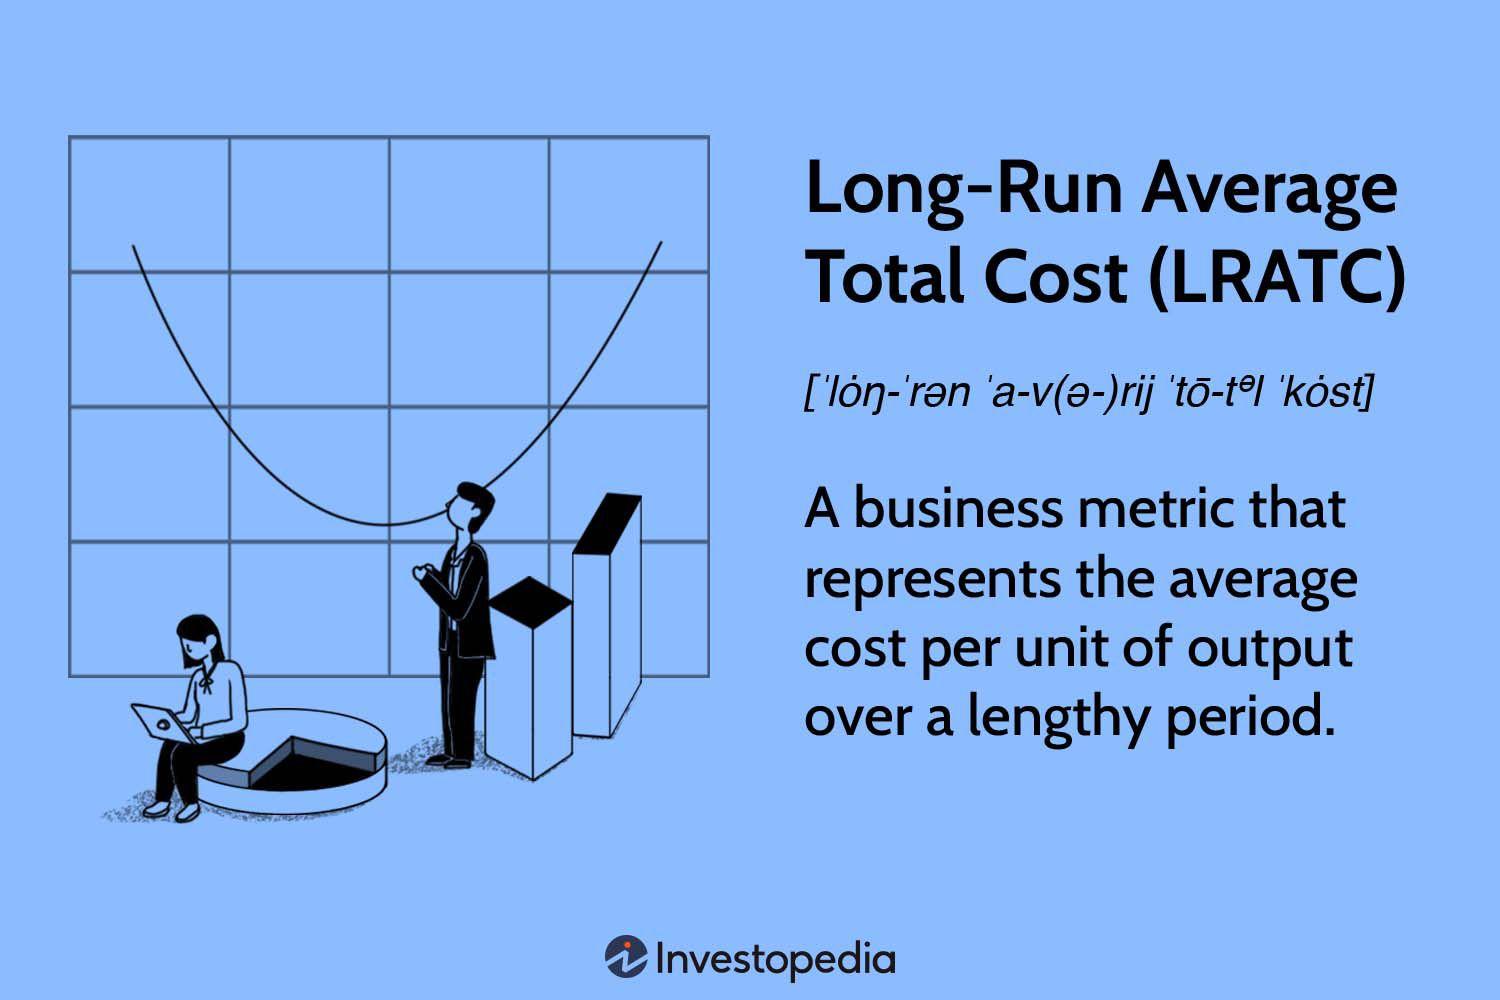 Long-Run Average
Total Cost (LRATC)
[ˈlȯŋ-ˈrən ˈa-v(ə-)rij ˈtō-tᵊl ˈkȯst]
A business metric that
represents the average
cost per unit of output
over a lengthy period.
Investopedia